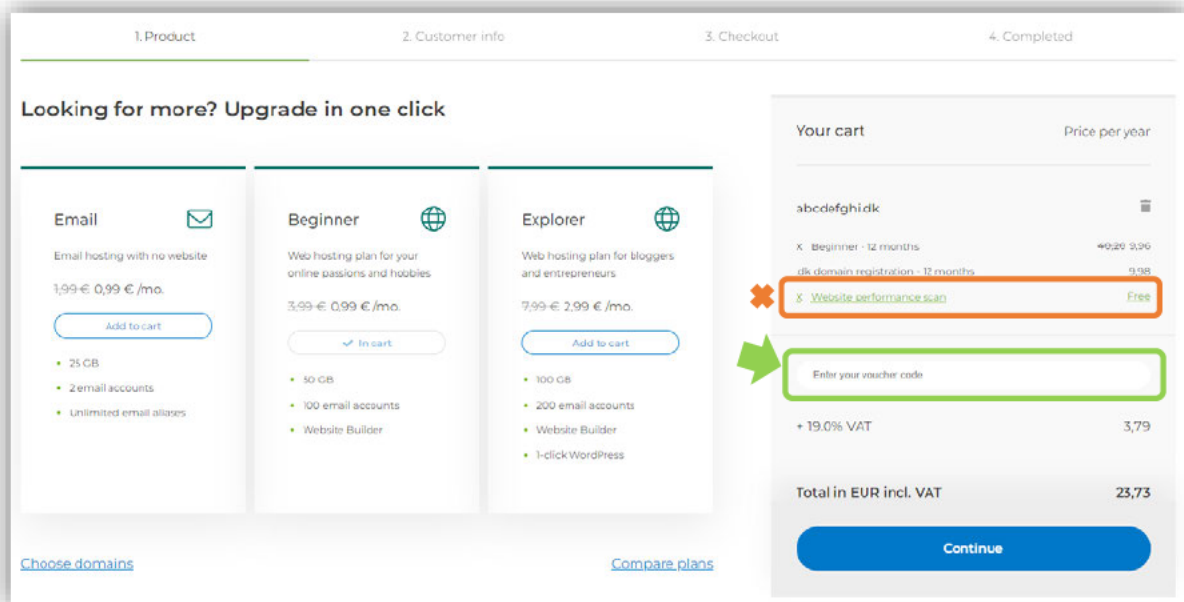 1. Product
2. Customer info
3. Checkout
4. Completed
Looking for more? Upgrade in one click
Email
Email hosting with no website
1,99 € 0,99 € /mo.
Add to cart
25 GB
2 email accounts
Unlimited email aliases
Beginner
Web hosting plan for your
online passions and hobbies
3,99 € 0,99 € /mo.
In cart
50 GB
100 email accounts
Website Builder
Explorer
Web hosting plan for bloggers
and entrepreneurs
7,99 € 2,99 € /mo.
Add to cart
100 GB
200 email accounts
Website Builder
1-click WordPress
Choose domains
Compare plans
Your cart Price per year
abcdefghi.dk
X Beginner - 12 months 9,96
.dk domain registration - 12 months 9,98
X Website performance scan Free
Enter your voucher code
+ 19.0% VAT 3,79
Total in EUR incl. VAT 23,73
Continue